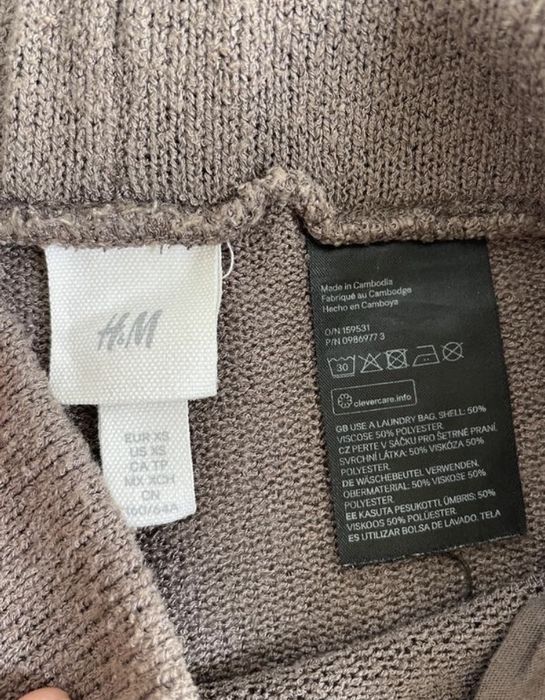 H&M
EUR XS
US XS
CA TP
MX XCH
CN
160/64A
Made in Cambodia
Fabriqué au Cambodge
Hecho en Camboya
O/N 159531
P/N 0986977 3
30
clevercare.info
GB USE A LAUNDRY BAG. SHELL: 50%
VISCOSE 50% POLYESTER.
CZ PERTE V SÁČKU PRO ŠETRNÉ PRANÍ.
SVRCHNÍ LÁTKA: 50% VISKÓZA 50%
POLYESTER.
DE WÄSCHEBEUTEL VERWENDEN.
OBERMATERIAL: 50% VISKOSE 50%
POLYESTER.
EE KASUTA PESUKOTTI. ÜMBRIS: 50%
VISKOOS 50% POLÜESTER.
ES UTILIZAR BOLSA DE LAVADO. TELA